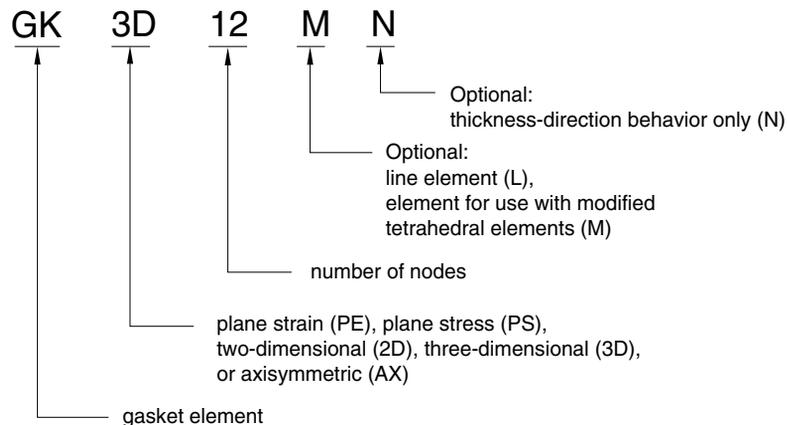 GK 3D 12 M N
Optional:
thickness-direction behavior only (N)
Optional:
line element (L),
element for use with modified
tetrahedral elements (M)
number of nodes
plane strain (PE), plane stress (PS),
two-dimensional (2D), three-dimensional (3D),
or axisymmetric (AX)
gasket element